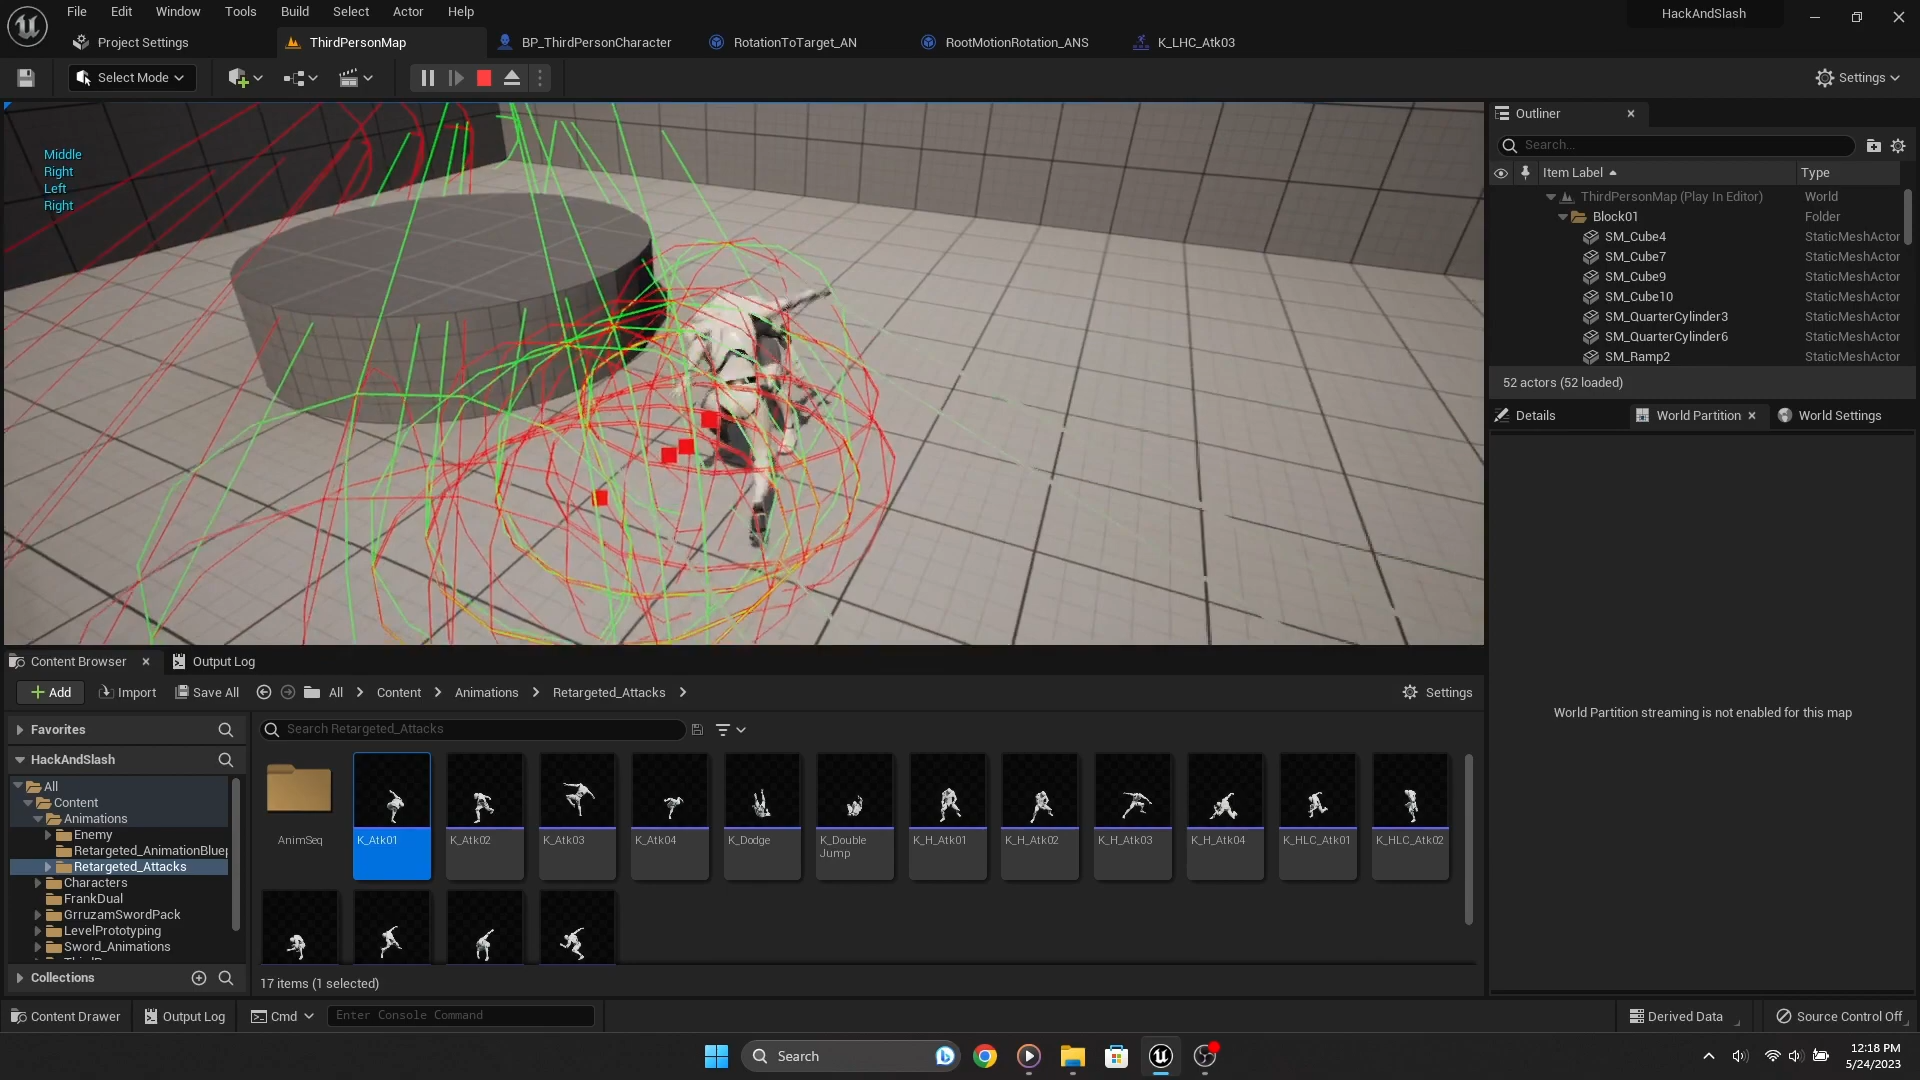 File Edit Window Tools Build Select Actor Help
HackAndSlash
Project Settings
ThirdPersonMap
BP_ThirdPersonCharacter
RotationToTarget_AN
RootMotionRotation_ANS
K_LHC_Atk03
Select Mode
Settings
Middle
Right
Left
Right
Outliner
Search...
Item Label Type
ThirdPersonMap (Play In Editor) World
Block01 Folder
SM_Cube4 StaticMeshActor
SM_Cube7 StaticMeshActor
SM_Cube9 StaticMeshActor
SM_Cube10 StaticMeshActor
SM_QuarterCylinder3 StaticMeshActor
SM_QuarterCylinder6 StaticMeshActor
SM_Ramp2 StaticMeshActor
52 actors (52 loaded)
Details World Partition World Settings
World Partition streaming is not enabled for this map
Content Browser Output Log
Add Import Save All All Content Animations Retargeted_Attacks Settings
Favorites
HackAndSlash
All
Content
Animations
Enemy
Retargeted_AnimationBluep
Retargeted_Attacks
Characters
FrankDual
GrruzamSwordPack
LevelPrototyping
Sword_Animations
Collections
Search Retargeted_Attacks
AnimSeq
K_Atk01
K_Atk02
K_Atk03
K_Atk04
K_Dodge
K_Double
Jump
K_H_Atk01
K_H_Atk02
K_H_Atk03
K_H_Atk04
K_HLC_Atk01
K_HLC_Atk02
17 items (1 selected)
Content Drawer Output Log Cmd Enter Console Command Derived Data Source Control Off
Search
12:18 PM
5/24/2023